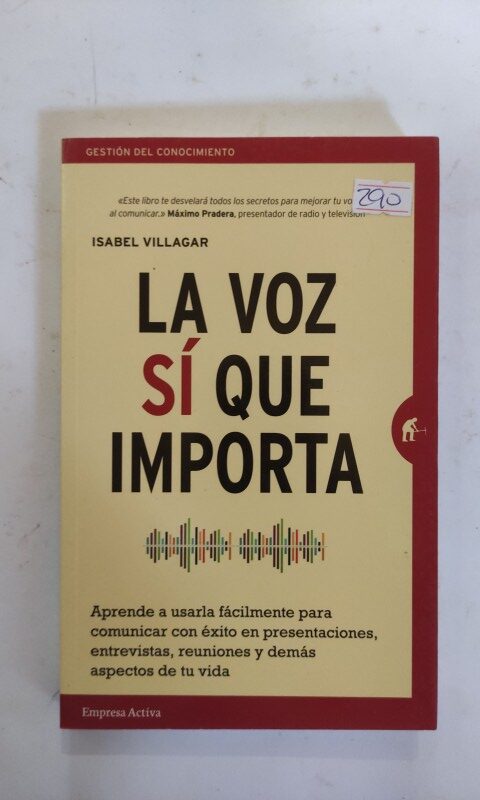 GESTIÓN DEL CONOCIMIENTO
«Este libro te desvelará todos los secretos para mejorar tu
290
al comunicar.» Máximo Pradera, presentador de radio y televisión
ISABEL VILLAGAR
LA VOZ
SÍ QUE
IMPORTA
Aprende a usarla fácilmente para
comunicar con éxito en presentaciones,
entrevistas, reuniones y demás
aspectos de tu vida
Empresa Activa